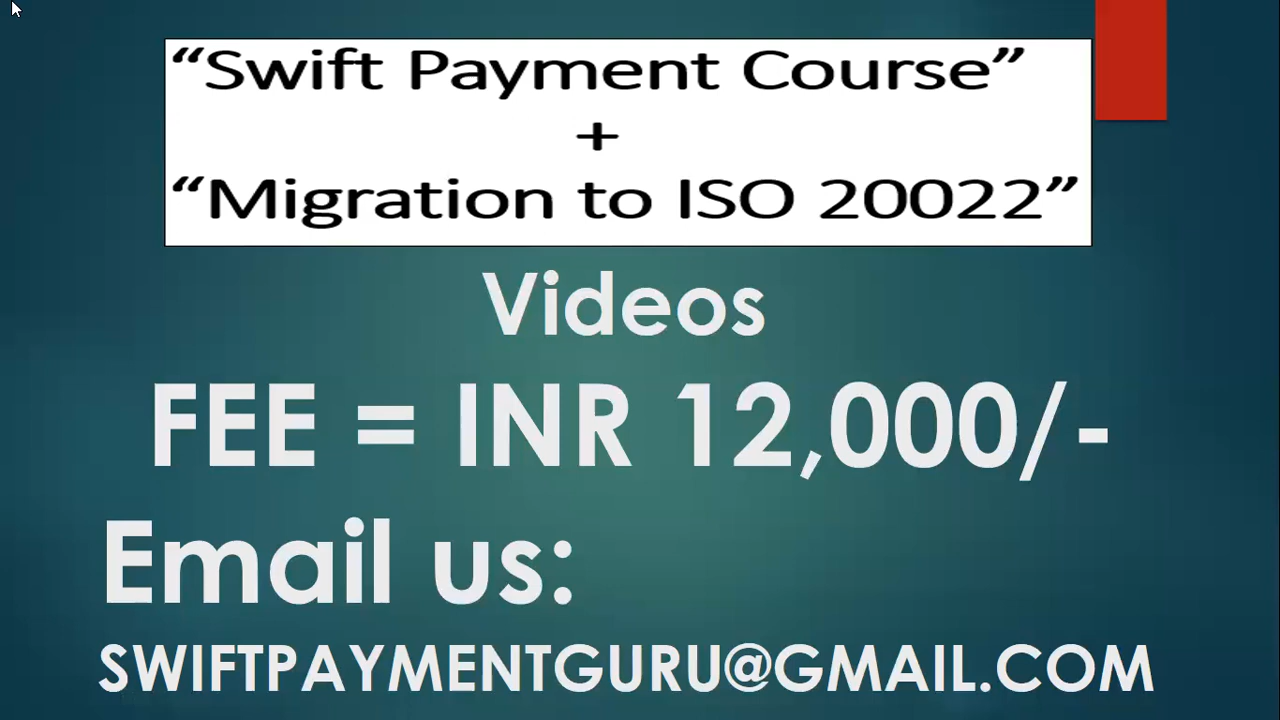 “Swift Payment Course”
+
“Migration to ISO 20022”
Videos
FEE = INR 12,000/-
Email us:
SWIFTPAYMENTGURU@GMAIL.COM